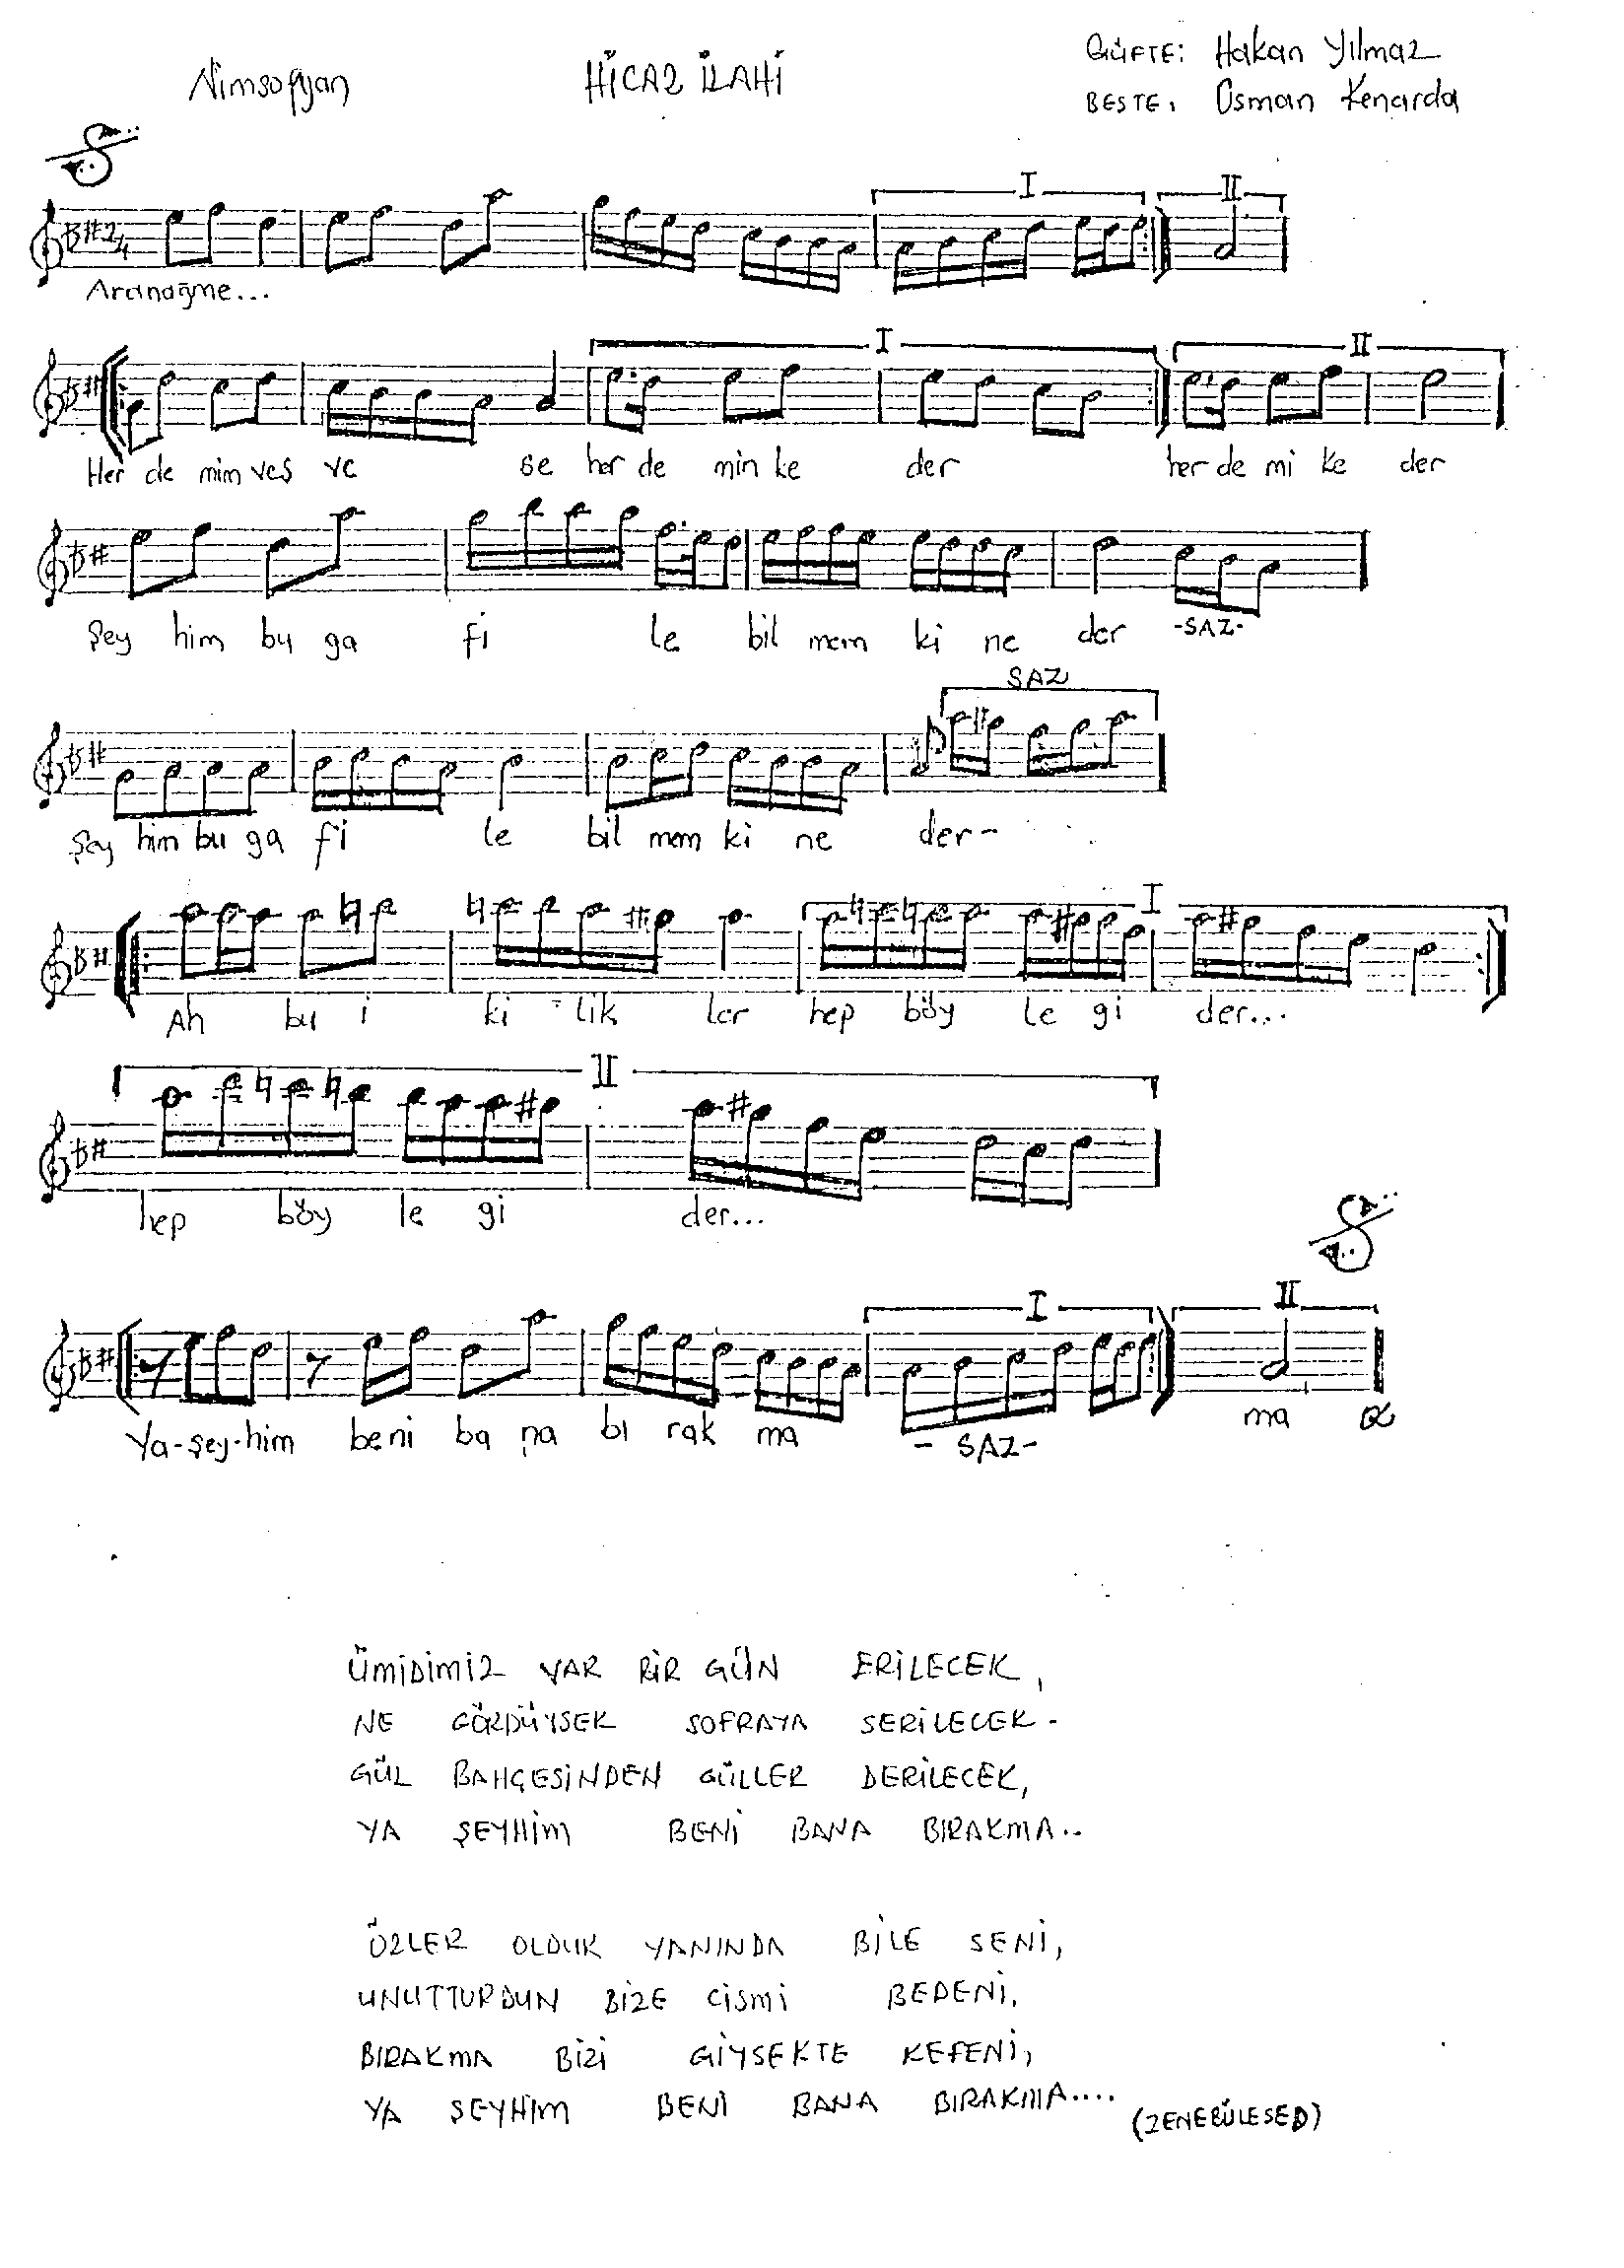 Nimsofyan HİCAZ İLAHİ GÜFTE: Hakan Yılmaz
BESTE: Osman Kenarda
I II
2/4
Aranağme...
I II
Her de mim ves ve se her de min ke der her de mi ke der
Şey him bu ga fi le bil mem ki ne der -SAZ-
SAZ
Şey him bu ga fi le bil mem ki ne der-
I
Ah bu i ki lik ler hep böy le gi der...
II
hep böy le gi der...
I II
Ya-şey-him beni ba na bı rak ma - SAZ- ma
ÜMİDİMİZ VAR BİR GÜN ERİLECEK,
NE GÖRDÜYSEK SOFRAYA SERİLECEK-
GÜL BAHÇESİNDEN GÜLLER DERİLECEK,
YA ŞEYHİM BENİ BANA BIRAKMA..
ÖZLER OLDUK YANINDA BİLE SENİ,
UNUTTURDUN BİZE CİSMİ BEDENİ,
BIRAKMA BİZİ GİYSEKTE KEFENİ,
YA ŞEYHİM BENİ BANA BIRAKMA....
(ZENEBÜLESED)